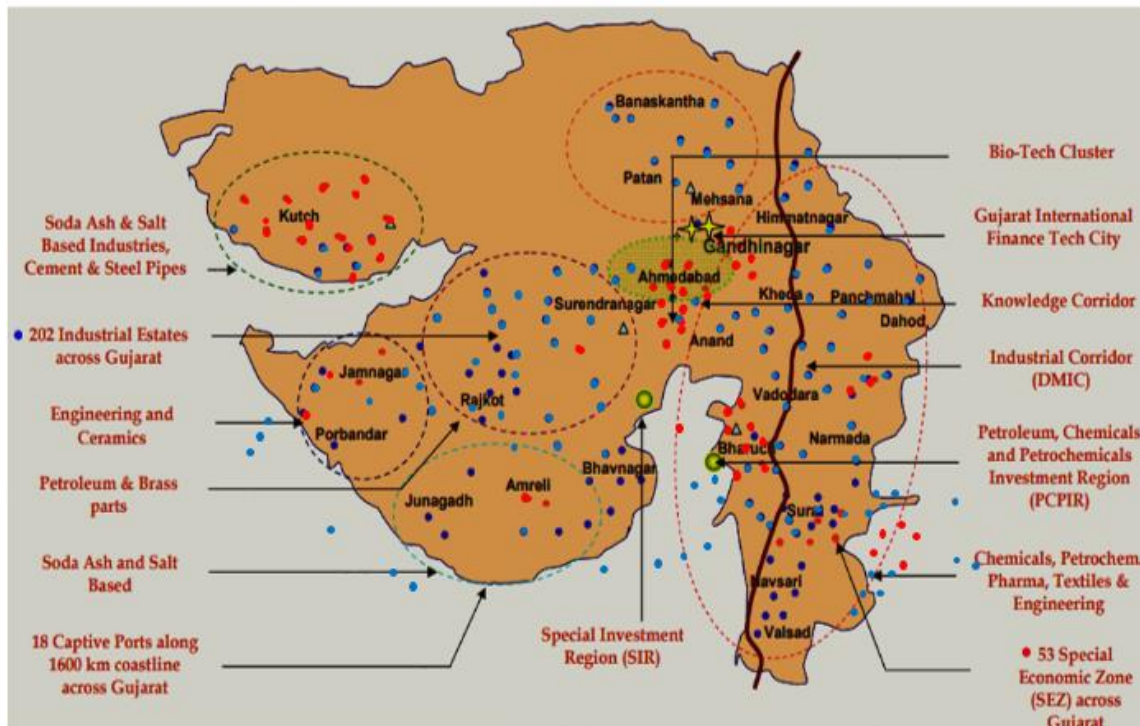 Banaskantha
Patan
Mehsana
Himmatnagar
Gandhinagar
Kutch
Ahmedabad
Surendranagar
Kheda
Panchmahal
Dahod
Anand
Jamnagar
Rajkot
Vadodara
Porbandar
Narmada
Bharuch
Bhavnagar
Amreli
Junagadh
Surat
Navsari
Valsad
Soda Ash & Salt
Based Industries,
Cement & Steel Pipes
202 Industrial Estates
across Gujarat
Engineering and
Ceramics
Petroleum & Brass
parts
Soda Ash and Salt
Based
18 Captive Ports along
1600 km coastline
across Gujarat
Special Investment
Region (SIR)
Bio-Tech Cluster
Gujarat International
Finance Tech City
Knowledge Corridor
Industrial Corridor
(DMIC)
Petroleum, Chemicals
and Petrochemicals
Investment Region
(PCPIR)
Chemicals, Petrochem,
Pharma, Textiles &
Engineering
53 Special
Economic Zone
(SEZ) across
Gujarat